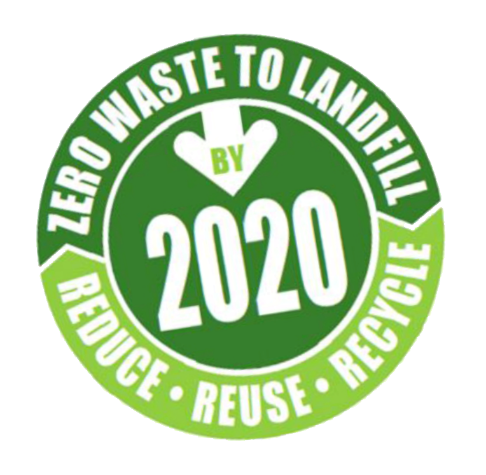 ZERO WASTE TO LANDFILL
BY
2020
REDUCE • REUSE • RECYCLE